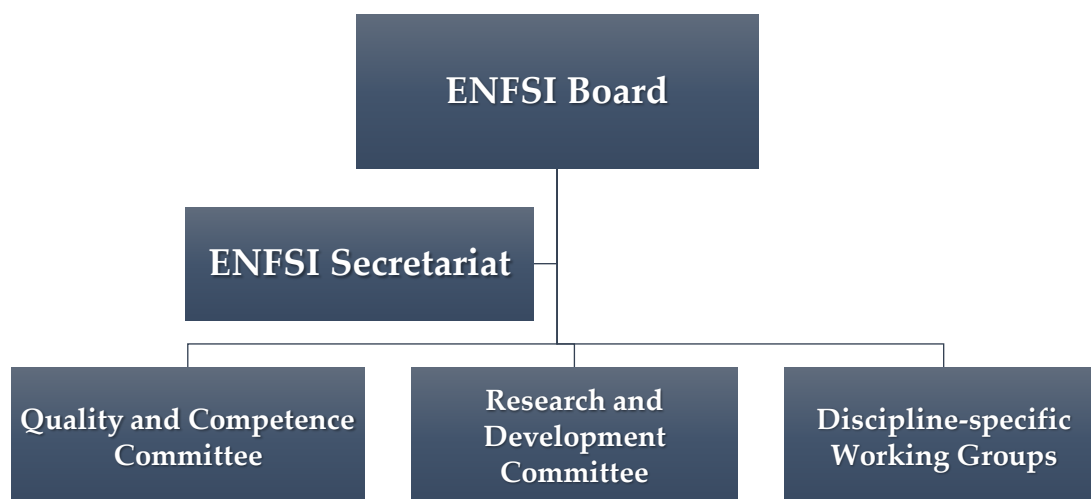 ENFSI Board
ENFSI Secretariat
Quality and Competence
Committee
Research and
Development
Committee
Discipline-specific
Working Groups